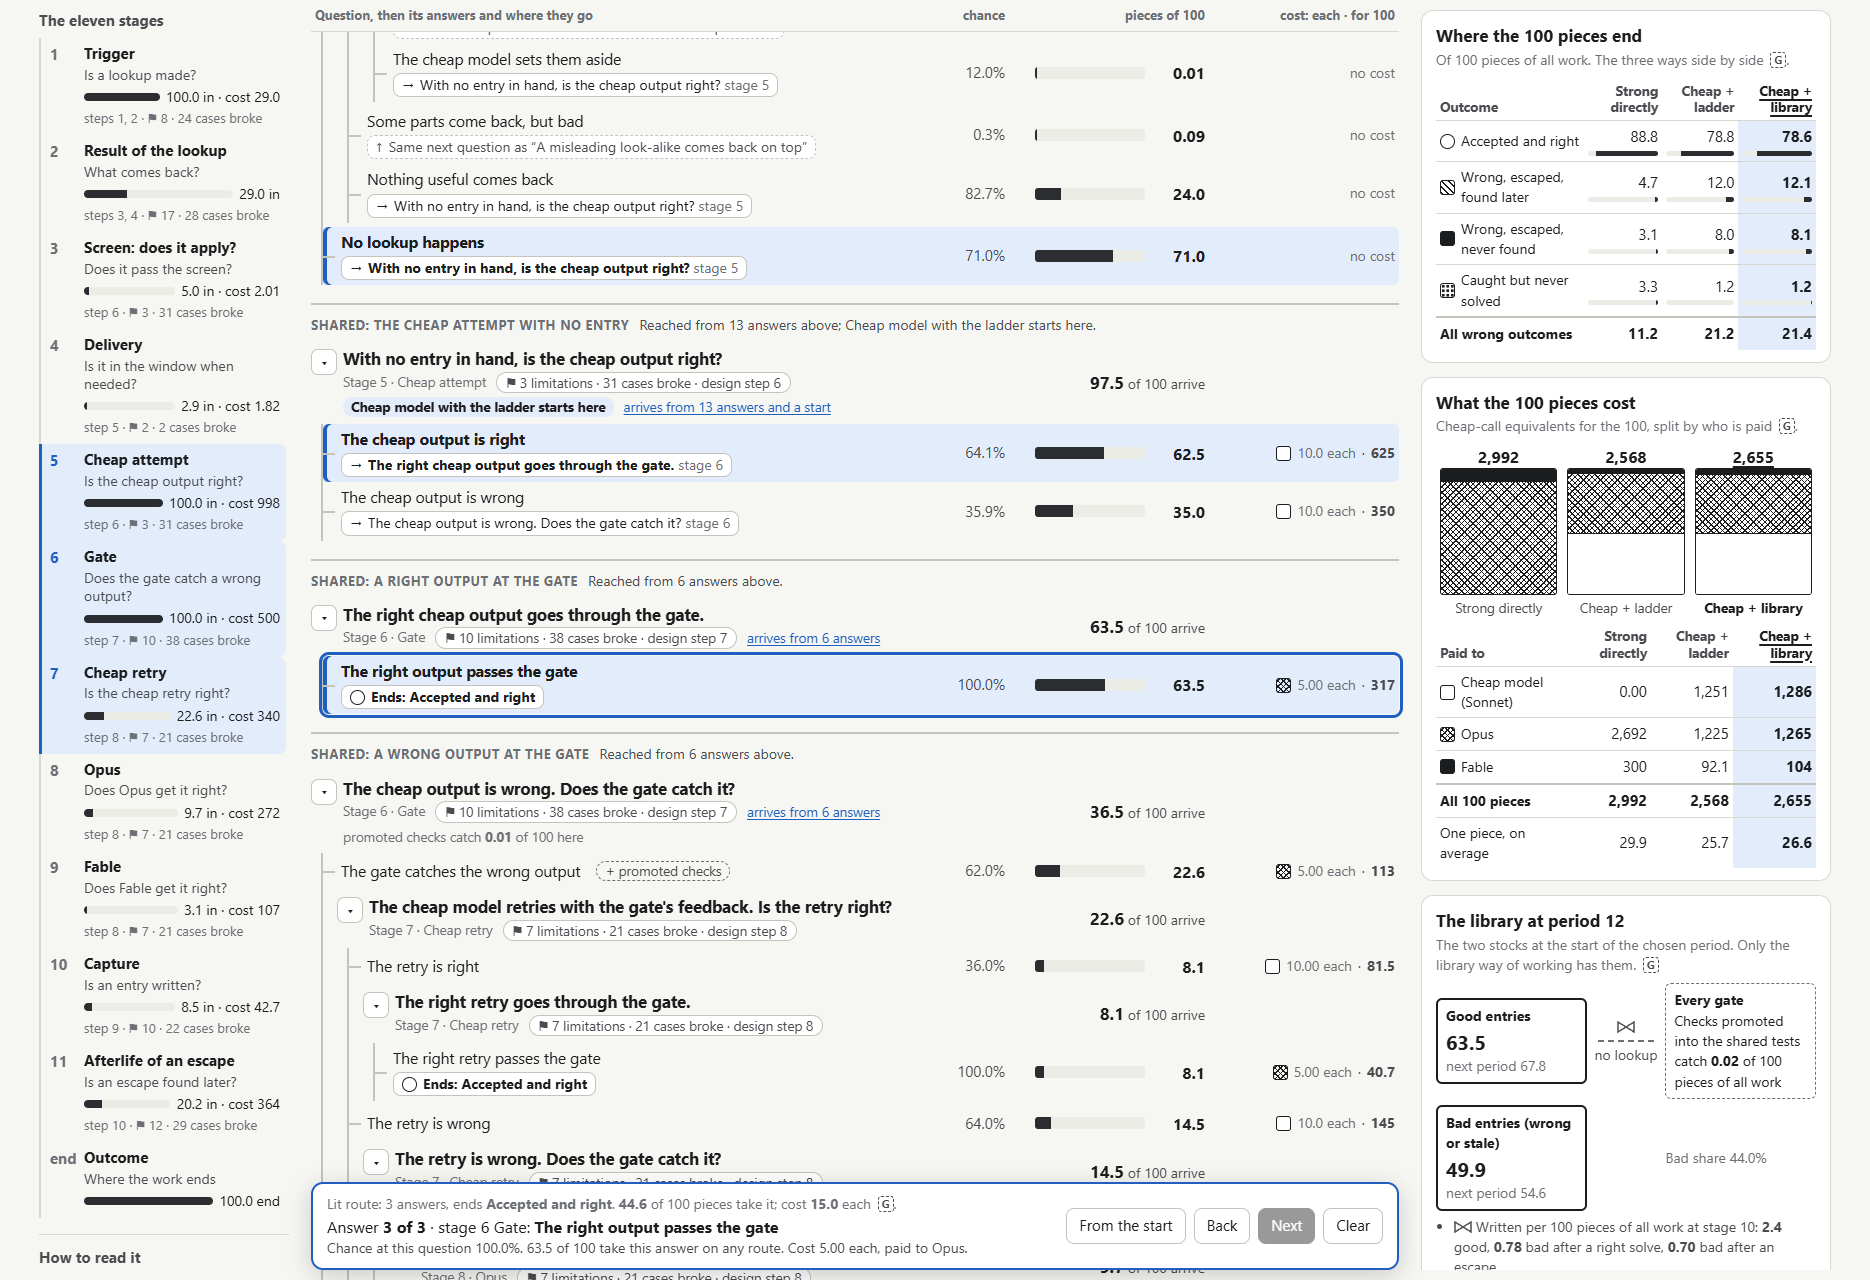 The eleven stages
1 Trigger
Is a lookup made?
100.0 in · cost 29.0
steps 1, 2 · ⚑ 8 · 24 cases broke
2 Result of the lookup
What comes back?
29.0 in
steps 3, 4 · ⚑ 17 · 28 cases broke
3 Screen: does it apply?
Does it pass the screen?
5.0 in · cost 2.01
step 6 · ⚑ 3 · 31 cases broke
4 Delivery
Is it in the window when
needed?
2.9 in · cost 1.82
step 5 · ⚑ 2 · 2 cases broke
5 Cheap attempt
Is the cheap output right?
100.0 in · cost 998
step 6 · ⚑ 3 · 31 cases broke
6 Gate
Does the gate catch a wrong
output?
100.0 in · cost 500
step 7 · ⚑ 10 · 38 cases broke
7 Cheap retry
Is the cheap retry right?
22.6 in · cost 340
step 8 · ⚑ 7 · 21 cases broke
8 Opus
Does Opus get it right?
9.7 in · cost 272
step 8 · ⚑ 7 · 21 cases broke
9 Fable
Does Fable get it right?
3.1 in · cost 107
step 8 · ⚑ 7 · 21 cases broke
10 Capture
Is an entry written?
8.5 in · cost 42.7
step 9 · ⚑ 10 · 22 cases broke
11 Afterlife of an escape
Is an escape found later?
20.2 in · cost 364
step 10 · ⚑ 12 · 29 cases broke
end Outcome
Where the work ends
100.0 end
How to read it
Question, then its answers and where they go chance pieces of 100 cost: each · for 100
The cheap model sets them aside 12.0% 0.01 no cost
→ With no entry in hand, is the cheap output right? stage 5
Some parts come back, but bad 0.3% 0.09 no cost
↑ Same next question as “A misleading look-alike comes back on top”
Nothing useful comes back 82.7% 24.0 no cost
→ With no entry in hand, is the cheap output right? stage 5
No lookup happens 71.0% 71.0 no cost
→ With no entry in hand, is the cheap output right? stage 5
SHARED: THE CHEAP ATTEMPT WITH NO ENTRY Reached from 13 answers above; Cheap model with the ladder starts here.
With no entry in hand, is the cheap output right?
Stage 5 · Cheap attempt ⚑ 3 limitations · 31 cases broke · design step 6 97.5 of 100 arrive
Cheap model with the ladder starts here arrives from 13 answers and a start
The cheap output is right 64.1% 62.5 10.0 each · 625
→ The right cheap output goes through the gate. stage 6
The cheap output is wrong 35.9% 35.0 10.0 each · 350
→ The cheap output is wrong. Does the gate catch it? stage 6
SHARED: A RIGHT OUTPUT AT THE GATE Reached from 6 answers above.
The right cheap output goes through the gate. 63.5 of 100 arrive
Stage 6 · Gate ⚑ 10 limitations · 38 cases broke · design step 7 arrives from 6 answers
The right output passes the gate 100.0% 63.5 5.00 each · 317
Ends: Accepted and right
SHARED: A WRONG OUTPUT AT THE GATE Reached from 6 answers above.
The cheap output is wrong. Does the gate catch it?
Stage 6 · Gate ⚑ 10 limitations · 38 cases broke · design step 7 arrives from 6 answers 36.5 of 100 arrive
promoted checks catch 0.01 of 100 here
The gate catches the wrong output + promoted checks 62.0% 22.6 5.00 each · 113
The cheap model retries with the gate's feedback. Is the retry right? 22.6 of 100 arrive
Stage 7 · Cheap retry ⚑ 7 limitations · 21 cases broke · design step 8
The retry is right 36.0% 8.1 10.00 each · 81.5
The right retry goes through the gate. 8.1 of 100 arrive
Stage 7 · Cheap retry ⚑ 7 limitations · 21 cases broke · design step 8
The right retry passes the gate 100.0% 8.1 5.00 each · 40.7
Ends: Accepted and right
The retry is wrong 64.0% 14.5 10.0 each · 145
The retry is wrong. Does the gate catch it? 14.5 of 100 arrive
Lit route: 3 answers, ends Accepted and right. 44.6 of 100 pieces take it; cost 15.0 each G.
Answer 3 of 3 · stage 6 Gate: The right output passes the gate
Chance at this question 100.0%. 63.5 of 100 take this answer on any route. Cost 5.00 each, paid to Opus.
From the start Back Next Clear
Stage 8 · Opus ⚑ 7 limitations · 21 cases broke · design step 8
Where the 100 pieces end
Of 100 pieces of all work. The three ways side by side G.
Outcome Strong directly Cheap + ladder Cheap + library
Accepted and right 88.8 78.8 78.6
Wrong, escaped, found later 4.7 12.0 12.1
Wrong, escaped, never found 3.1 8.0 8.1
Caught but never solved 3.3 1.2 1.2
All wrong outcomes 11.2 21.2 21.4
What the 100 pieces cost
Cheap-call equivalents for the 100, split by who is paid G.
2,992 2,568 2,655
Strong directly Cheap + ladder Cheap + library
Paid to Strong directly Cheap + ladder Cheap + library
Cheap model (Sonnet) 0.00 1,251 1,286
Opus 2,692 1,225 1,265
Fable 300 92.1 104
All 100 pieces 2,992 2,568 2,655
One piece, on average 29.9 25.7 26.6
The library at period 12
The two stocks at the start of the chosen period. Only the
library way of working has them. G
Good entries
63.5
next period 67.8
⋈
no lookup
Every gate
Checks promoted
into the shared tests
catch 0.02 of 100
pieces of all work
Bad entries (wrong
or stale)
49.9
next period 54.6
Bad share 44.0%
• ⋈ Written per 100 pieces of all work at stage 10: 2.4
good, 0.78 bad after a right solve, 0.70 bad after an
escape